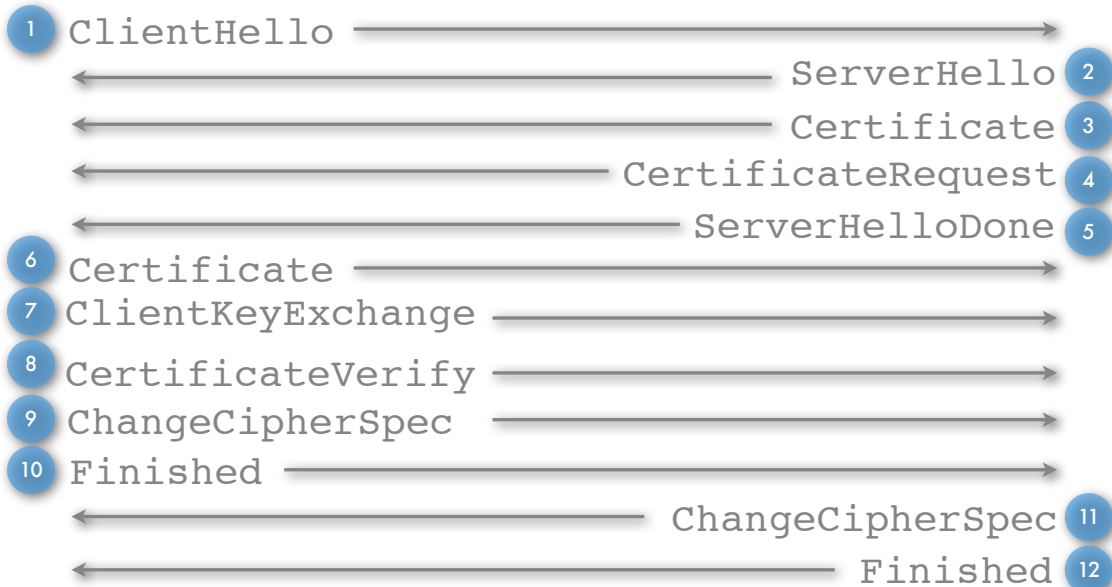 1 ClientHello
ServerHello 2
Certificate 3
CertificateRequest 4
ServerHelloDone 5
6 Certificate
7 ClientKeyExchange
8 CertificateVerify
9 ChangeCipherSpec
10 Finished
ChangeCipherSpec 11
Finished 12